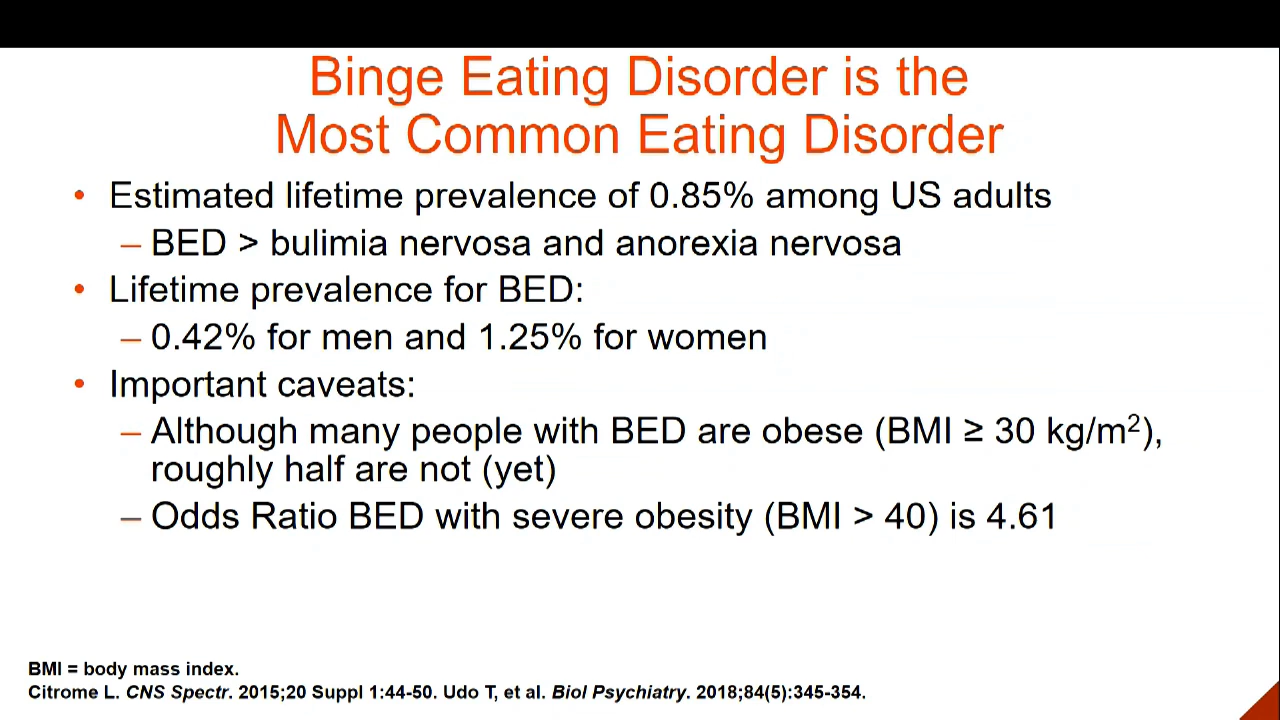 Binge Eating Disorder is the
Most Common Eating Disorder
• Estimated lifetime prevalence of 0.85% among US adults
– BED > bulimia nervosa and anorexia nervosa
• Lifetime prevalence for BED:
– 0.42% for men and 1.25% for women
• Important caveats:
– Although many people with BED are obese (BMI ≥ 30 kg/m²),
roughly half are not (yet)
– Odds Ratio BED with severe obesity (BMI > 40) is 4.61
BMI = body mass index.
Citrome L. CNS Spectr. 2015;20 Suppl 1:44-50. Udo T, et al. Biol Psychiatry. 2018;84(5):345-354.